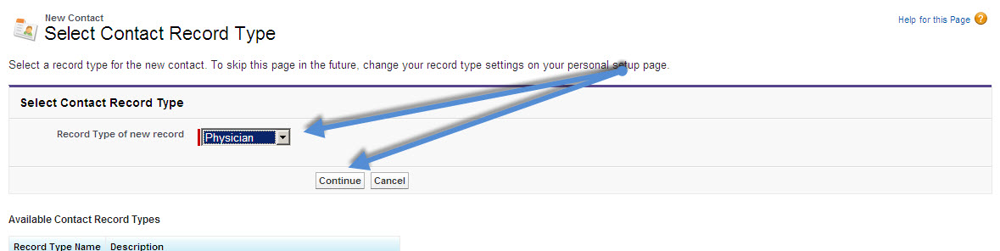 New Contact
Select Contact Record Type
Help for this Page ?
Select a record type for the new contact. To skip this page in the future, change your record type settings on your personal setup page.
Select Contact Record Type
Record Type of new record Physician
Continue Cancel
Available Contact Record Types
Record Type Name Description